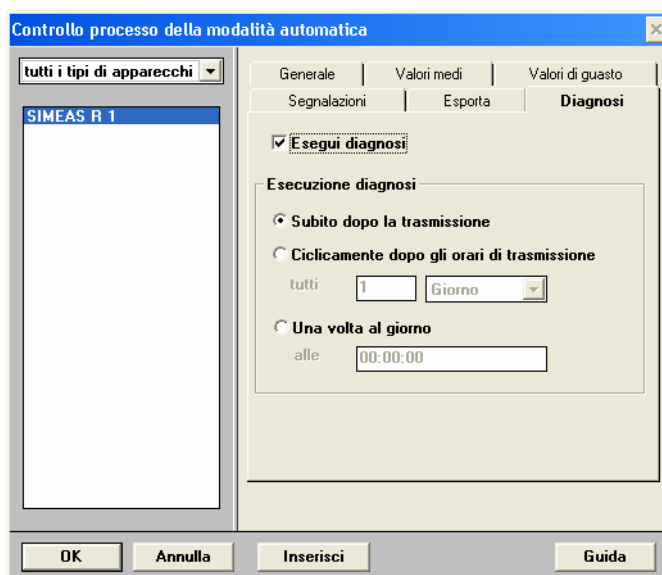 Controllo processo della modalità automatica
tutti i tipi di apparecchi
SIMEAS R 1
Generale
Valori medi
Valori di guasto
Segnalazioni
Esporta
Diagnosi
Esegui diagnosi
Esecuzione diagnosi
Subito dopo la trasmissione
Ciclicamente dopo gli orari di trasmissione
tutti 1 Giorno
Una volta al giorno
alle 00:00:00
OK
Annulla
Inserisci
Guida